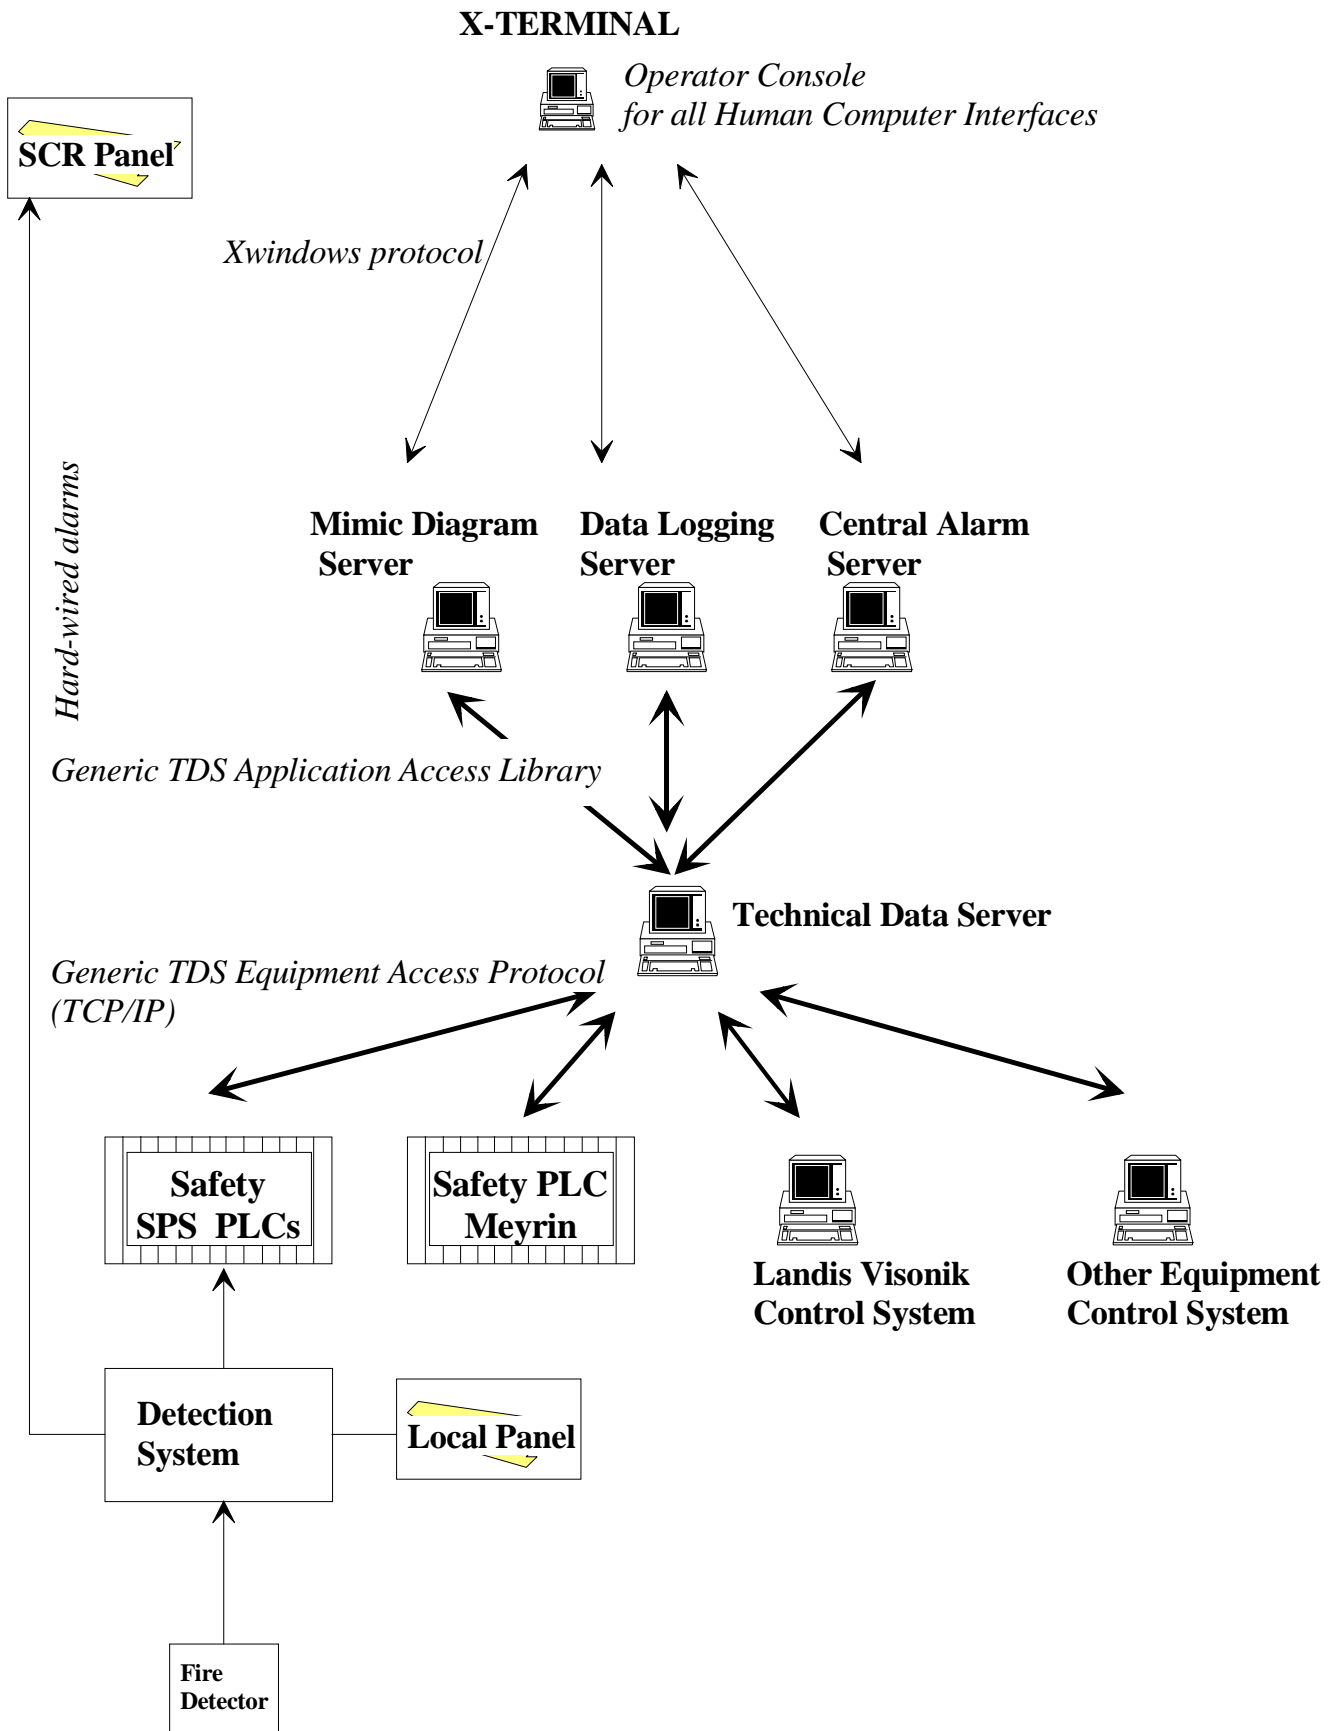 X-TERMINAL
Operator Console
for all Human Computer Interfaces
SCR Panel
Xwindows protocol
Hard-wired alarms
Mimic Diagram
Server
Data Logging
Server
Central Alarm
Server
Generic TDS Application Access Library
Technical Data Server
Generic TDS Equipment Access Protocol
(TCP/IP)
Safety
SPS PLCs
Safety PLC
Meyrin
Landis Visonik
Control System
Other Equipment
Control System
Detection
System
Local Panel
Fire
Detector